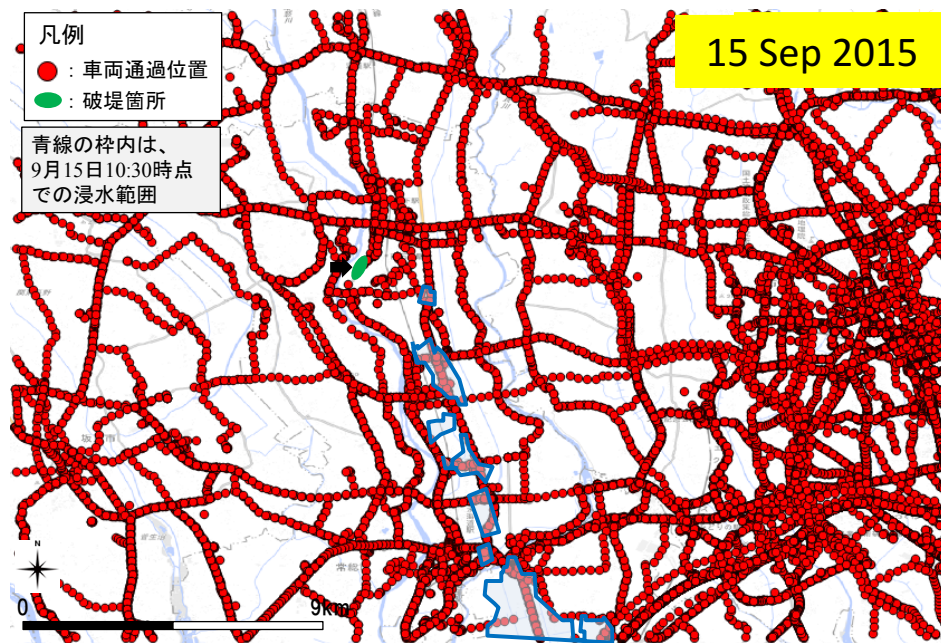 15 Sep 2015
凡例
：車両通過位置
：破堤箇所
青線の枠内は、
9月15日10:30時点
での浸水範囲
常総
N
0
9km